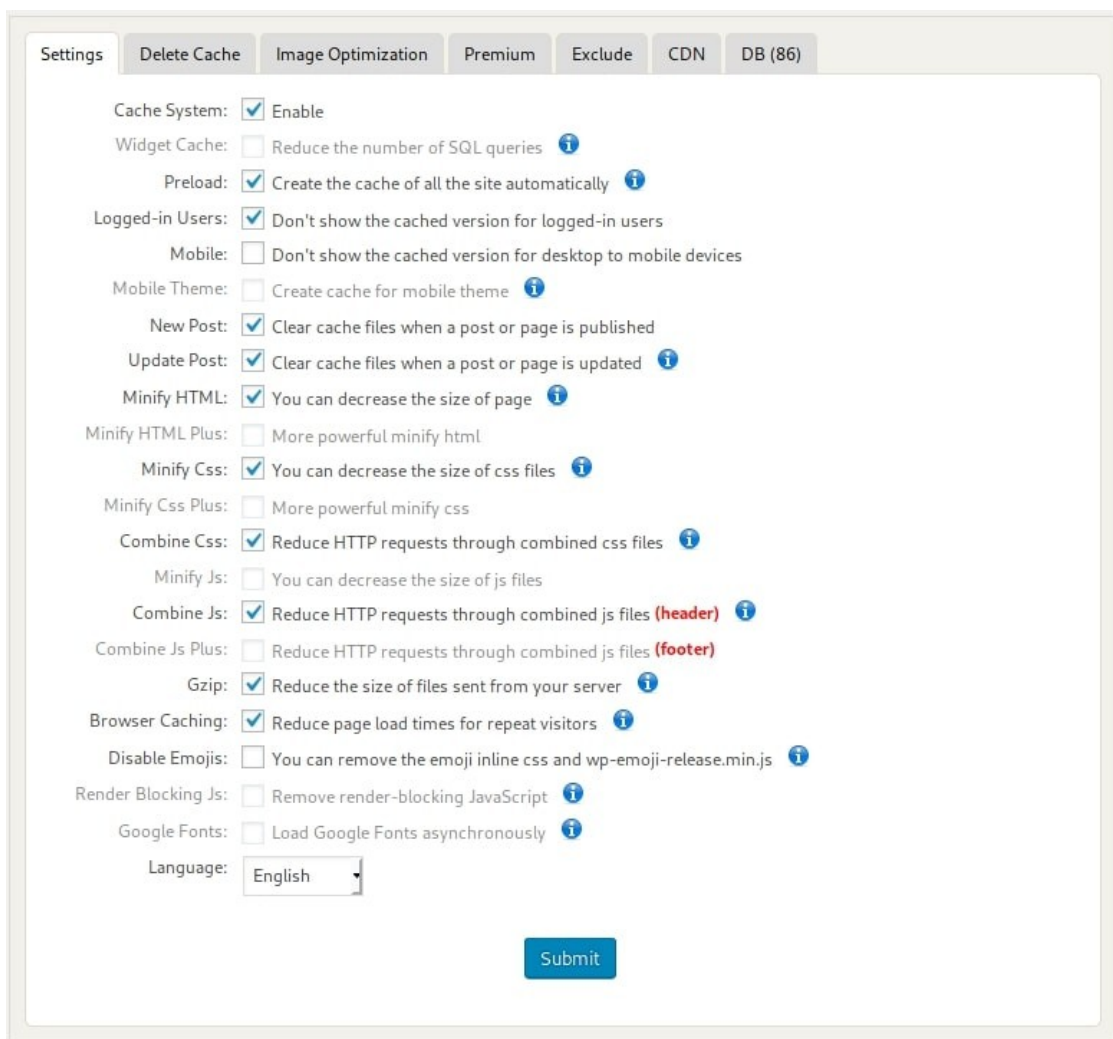 Settings Delete Cache Image Optimization Premium Exclude CDN DB (86)
Cache System: Enable
Widget Cache: Reduce the number of SQL queries
Preload: Create the cache of all the site automatically
Logged-in Users: Don't show the cached version for logged-in users
Mobile: Don't show the cached version for desktop to mobile devices
Mobile Theme: Create cache for mobile theme
New Post: Clear cache files when a post or page is published
Update Post: Clear cache files when a post or page is updated
Minify HTML: You can decrease the size of page
Minify HTML Plus: More powerful minify html
Minify Css: You can decrease the size of css files
Minify Css Plus: More powerful minify css
Combine Css: Reduce HTTP requests through combined css files
Minify Js: You can decrease the size of js files
Combine Js: Reduce HTTP requests through combined js files (header)
Combine Js Plus: Reduce HTTP requests through combined js files (footer)
Gzip: Reduce the size of files sent from your server
Browser Caching: Reduce page load times for repeat visitors
Disable Emojis: You can remove the emoji inline css and wp-emoji-release.min.js
Render Blocking Js: Remove render-blocking JavaScript
Google Fonts: Load Google Fonts asynchronously
Language: English
Submit